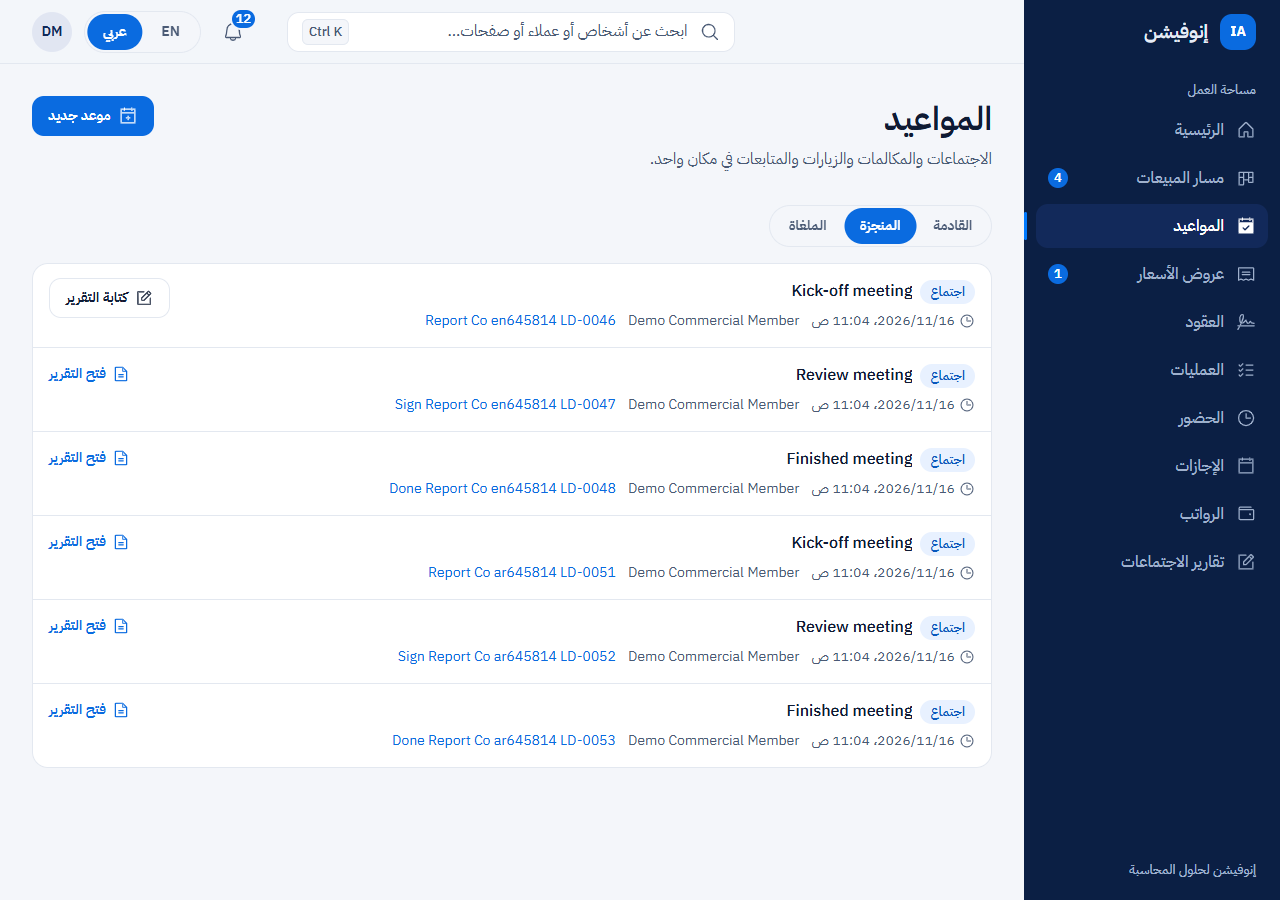 IA إنوفيشن
مساحة العمل
الرئيسية
مسار المبيعات 4
المواعيد
عروض الأسعار 1
العقود
العمليات
الحضور
الإجازات
الرواتب
تقارير الاجتماعات
إنوفيشن لحلول المحاسبة
ابحث عن أشخاص أو عملاء أو صفحات... Ctrl K
12
EN عربي
DM
المواعيد
موعد جديد
الاجتماعات والمكالمات والزيارات والمتابعات في مكان واحد.
القادمة المنجزة الملغاة
اجتماع Kick-off meeting كتابة التقرير
2026/11/16، 11:04 ص Demo Commercial Member Report Co en645814 LD-0046
اجتماع Review meeting فتح التقرير
2026/11/16، 11:04 ص Demo Commercial Member Sign Report Co en645814 LD-0047
اجتماع Finished meeting فتح التقرير
2026/11/16، 11:04 ص Demo Commercial Member Done Report Co en645814 LD-0048
اجتماع Kick-off meeting فتح التقرير
2026/11/16، 11:04 ص Demo Commercial Member Report Co ar645814 LD-0051
اجتماع Review meeting فتح التقرير
2026/11/16، 11:04 ص Demo Commercial Member Sign Report Co ar645814 LD-0052
اجتماع Finished meeting فتح التقرير
2026/11/16، 11:04 ص Demo Commercial Member Done Report Co ar645814 LD-0053